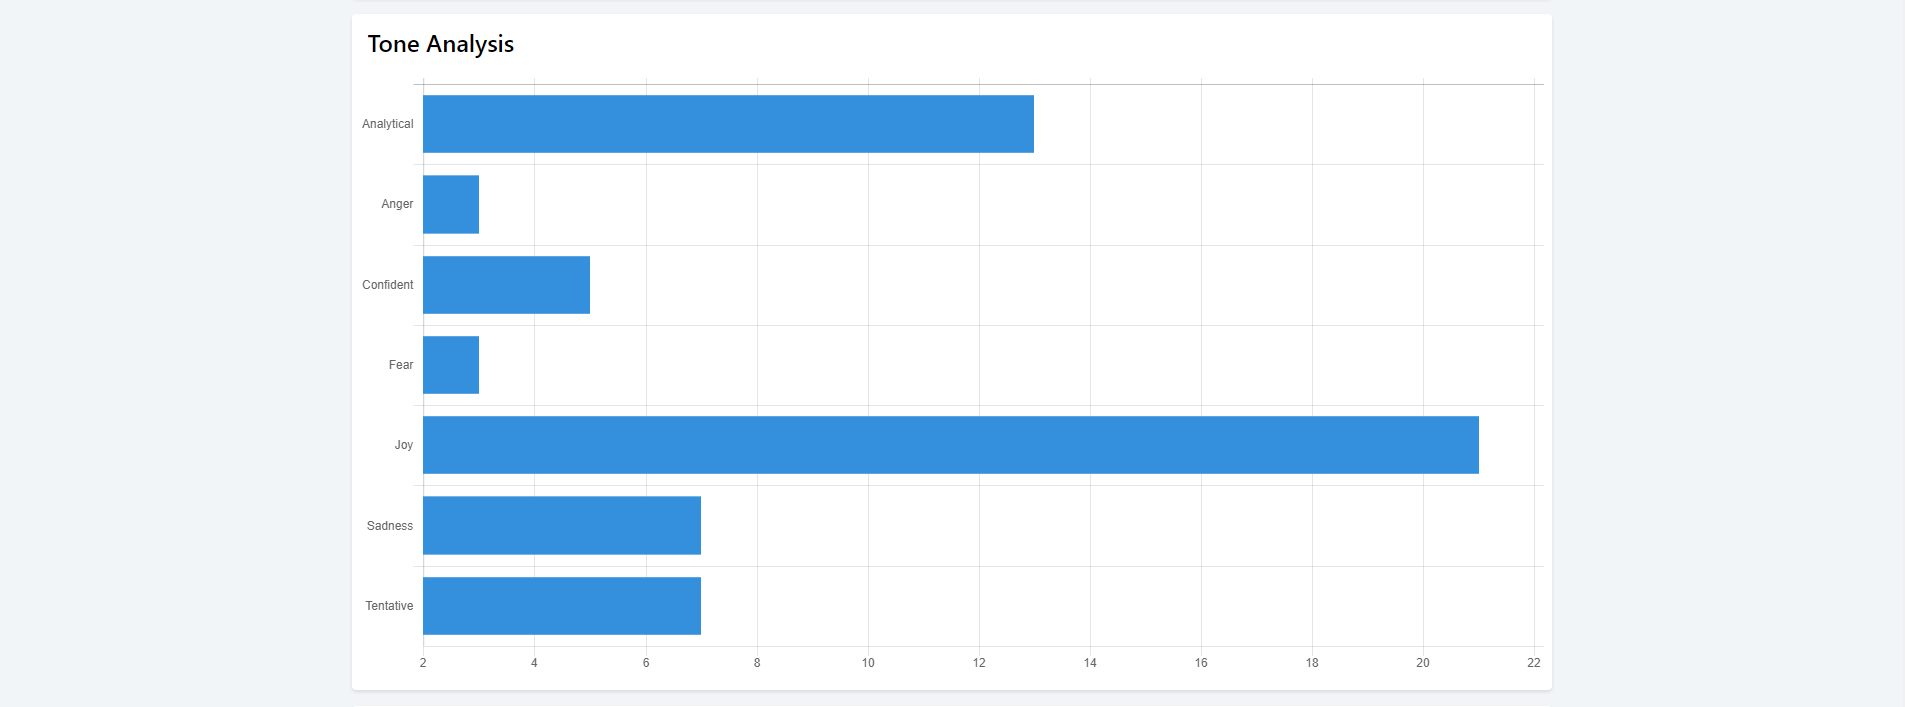 Tone Analysis
Analytical
Anger
Confident
Fear
Joy
Sadness
Tentative
2 4 6 8 10 12 14 16 18 20 22